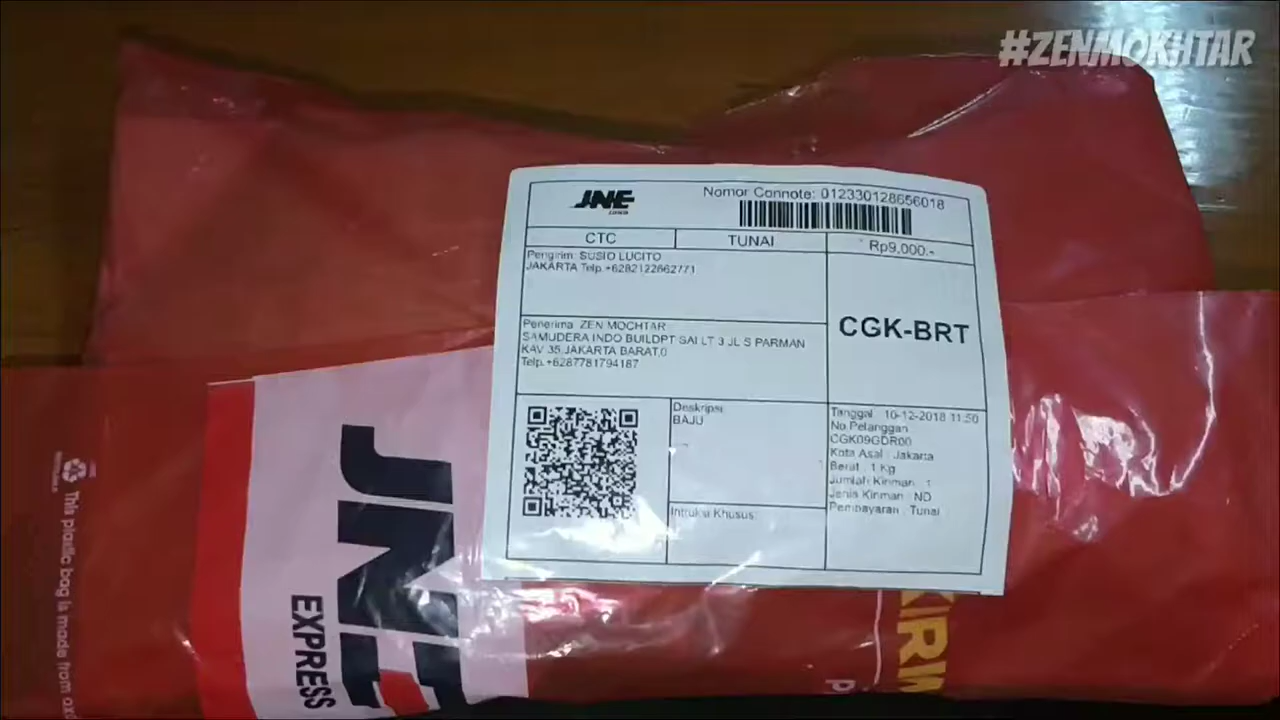 #ZENMOKHTAR
JNE
Nomor Connote: 012330128656018
CTC
TUNAI
Rp9,000.-
Pengirim: SUSIO LUCITO
JAKARTA Telp.+6282122662771
CGK-BRT
Penerima: ZEN MOCHTAR
SAMUDERA INDO BUILDPT SAI LT 3 JL S PARMAN
KAV 35,JAKARTA BARAT,0
Telp.+6287781794187
Deskripsi:
BAJU
Intruksi Khusus:
Tanggal : 10-12-2018 11:50
No.Pelanggan
CGK09GDR00
Kota Asal : Jakarta
Berat : 1 Kg
Jumlah Kiriman : 1
Jenis Kiriman : ND
Pembayaran : Tunai
JNE
EXPRESS
KIRIM
This plastic bag is made from